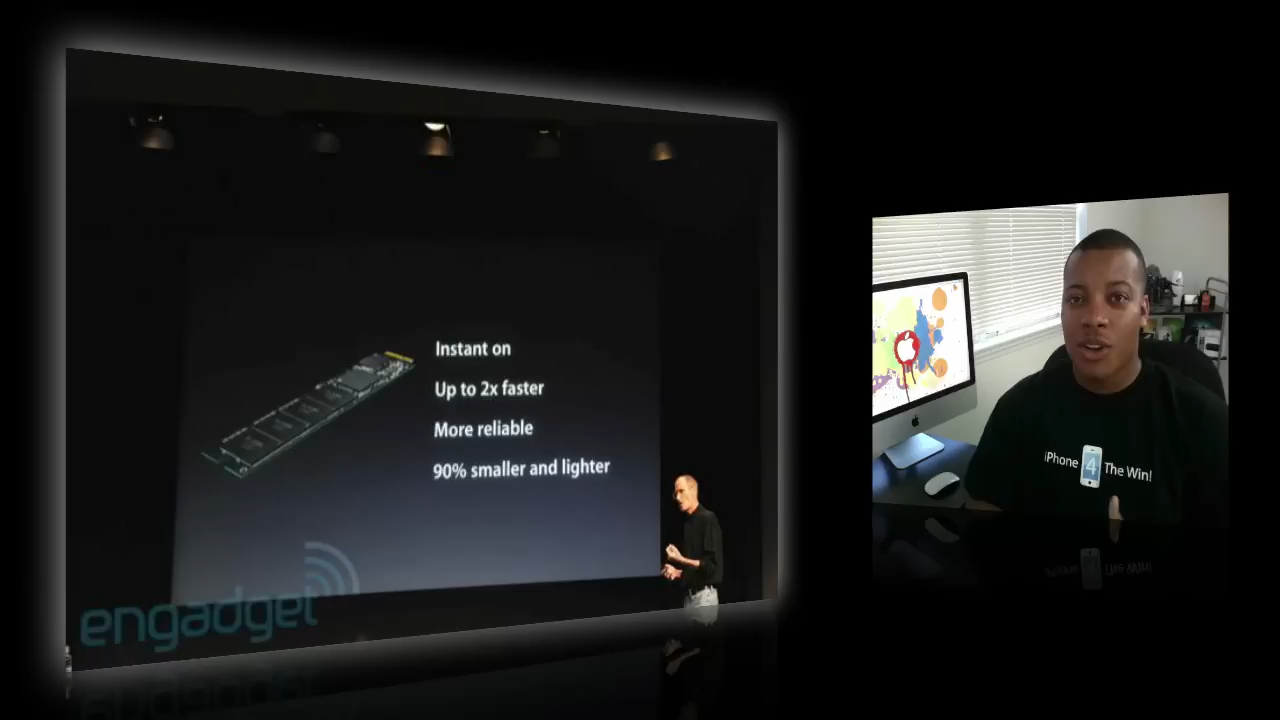 Instant on
Up to 2x faster
More reliable
90% smaller and lighter
engadget
iPhone 4 The Win!